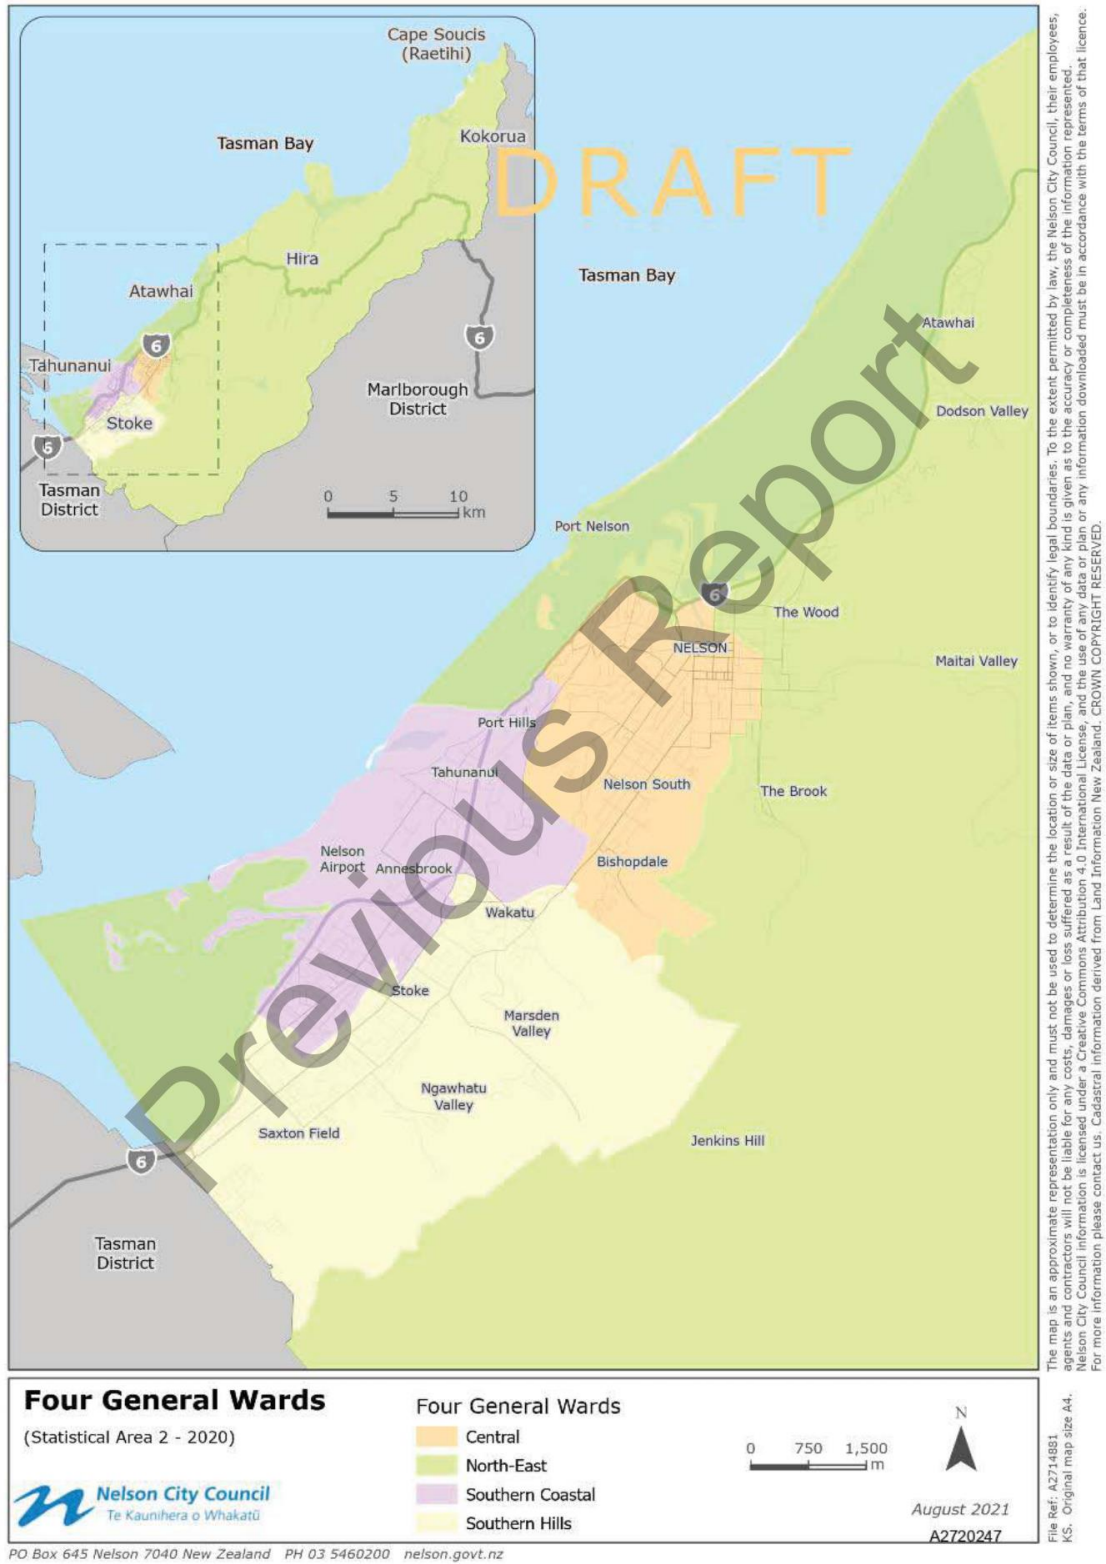 Cape Soucis
(Raetihi)
Tasman Bay
Kokorua
Hira
Atawhai
6
Tahunanui
6
Stoke
6
Marlborough
District
Tasman
District
0 5 10
km
DRAFT
Tasman Bay
Atawhai
Dodson Valley
Port Nelson
6
The Wood
NELSON
Maitai Valley
Port Hills
Tahunanui
Nelson South
The Brook
Nelson
Airport
Annesbrook
Bishopdale
Wakatu
Stoke
Marsden
Valley
Ngawhatu
Valley
Saxton Field
Jenkins Hill
6
Tasman
District
Previous Report
The map is an approximate representation only and must not be used to determine the location or size of items shown, or to identify legal boundaries. To the extent permitted by law, the Nelson City Council, their employees,
agents and contractors will not be liable for any costs, damages or loss suffered as a result of the data or plan, and no warranty of any kind is given as to the accuracy or completeness of the information represented.
Nelson City Council information is licensed under a Creative Commons Attribution 4.0 International License, and the use of any data or plan or any information downloaded must be in accordance with the terms of that licence.
For more information please contact us. Cadastral information derived from Land Information New Zealand. CROWN COPYRIGHT RESERVED.
Four General Wards
(Statistical Area 2 - 2020)
Nelson City Council
Te Kaunihera o Whakatū
Four General Wards
Central
North-East
Southern Coastal
Southern Hills
0 750 1,500
m
N
August 2021
A2720247
File Ref: A2714881
KS. Original map size A4.
PO Box 645 Nelson 7040 New Zealand PH 03 5460200 nelson.govt.nz